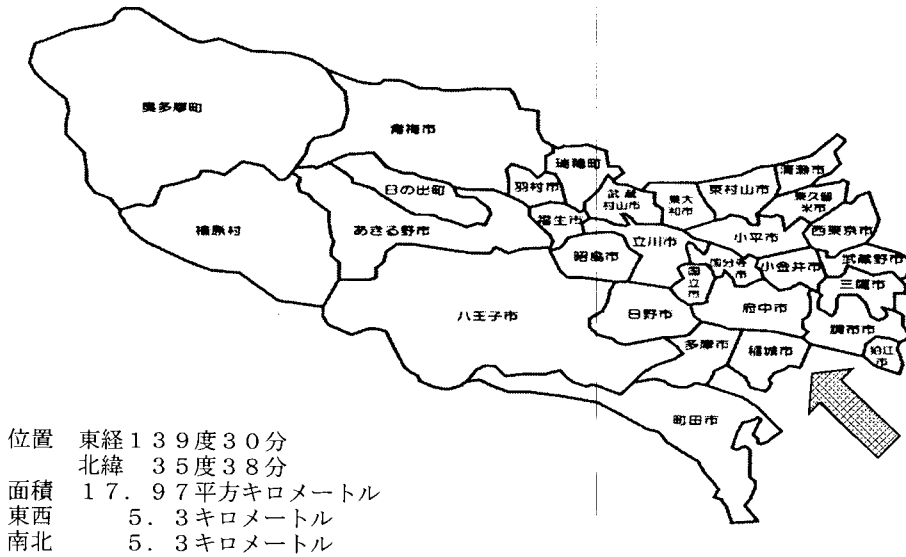 奥多摩町
青梅市
瑞穂町
清瀬市
日の出町
羽村市
武蔵
村山市
東大
和市
東村山市
東久留
米市
檜原村
あきる野市
福生市
立川市
小平市
西東京市
昭島市
国分寺
市
小金井市
武蔵野市
国
立
市
三鷹市
八王子市
日野市
府中市
調布市
多摩市
稲城市
狛江
市
町田市
位置　東経１３９度３０分
北緯　３５度３８分
面積　１７．９７平方キロメートル
東西　５．３キロメートル
南北　５．３キロメートル